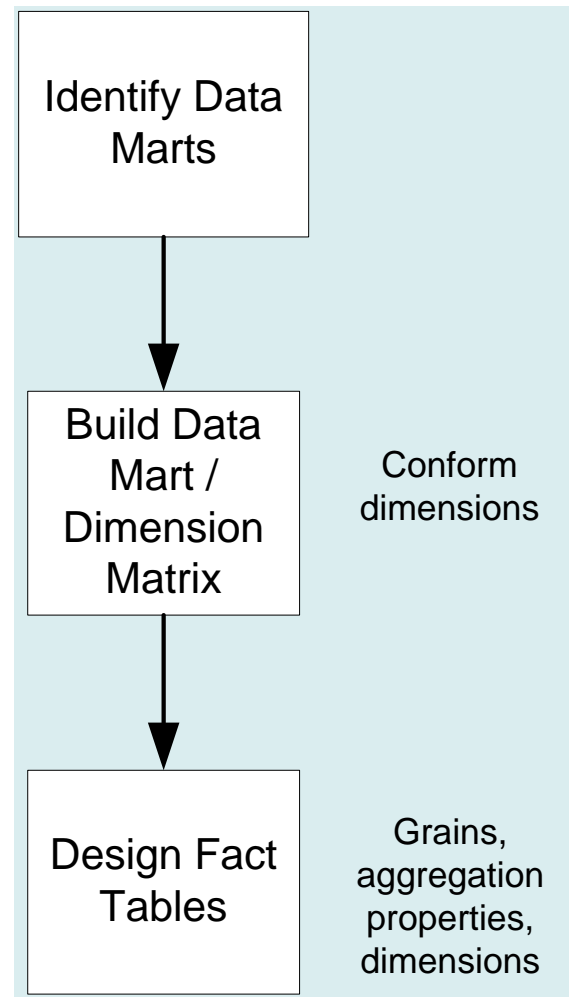 Identify Data
Marts
Build Data
Mart /
Dimension
Matrix
Conform
dimensions
Design Fact
Tables
Grains,
aggregation
properties,
dimensions